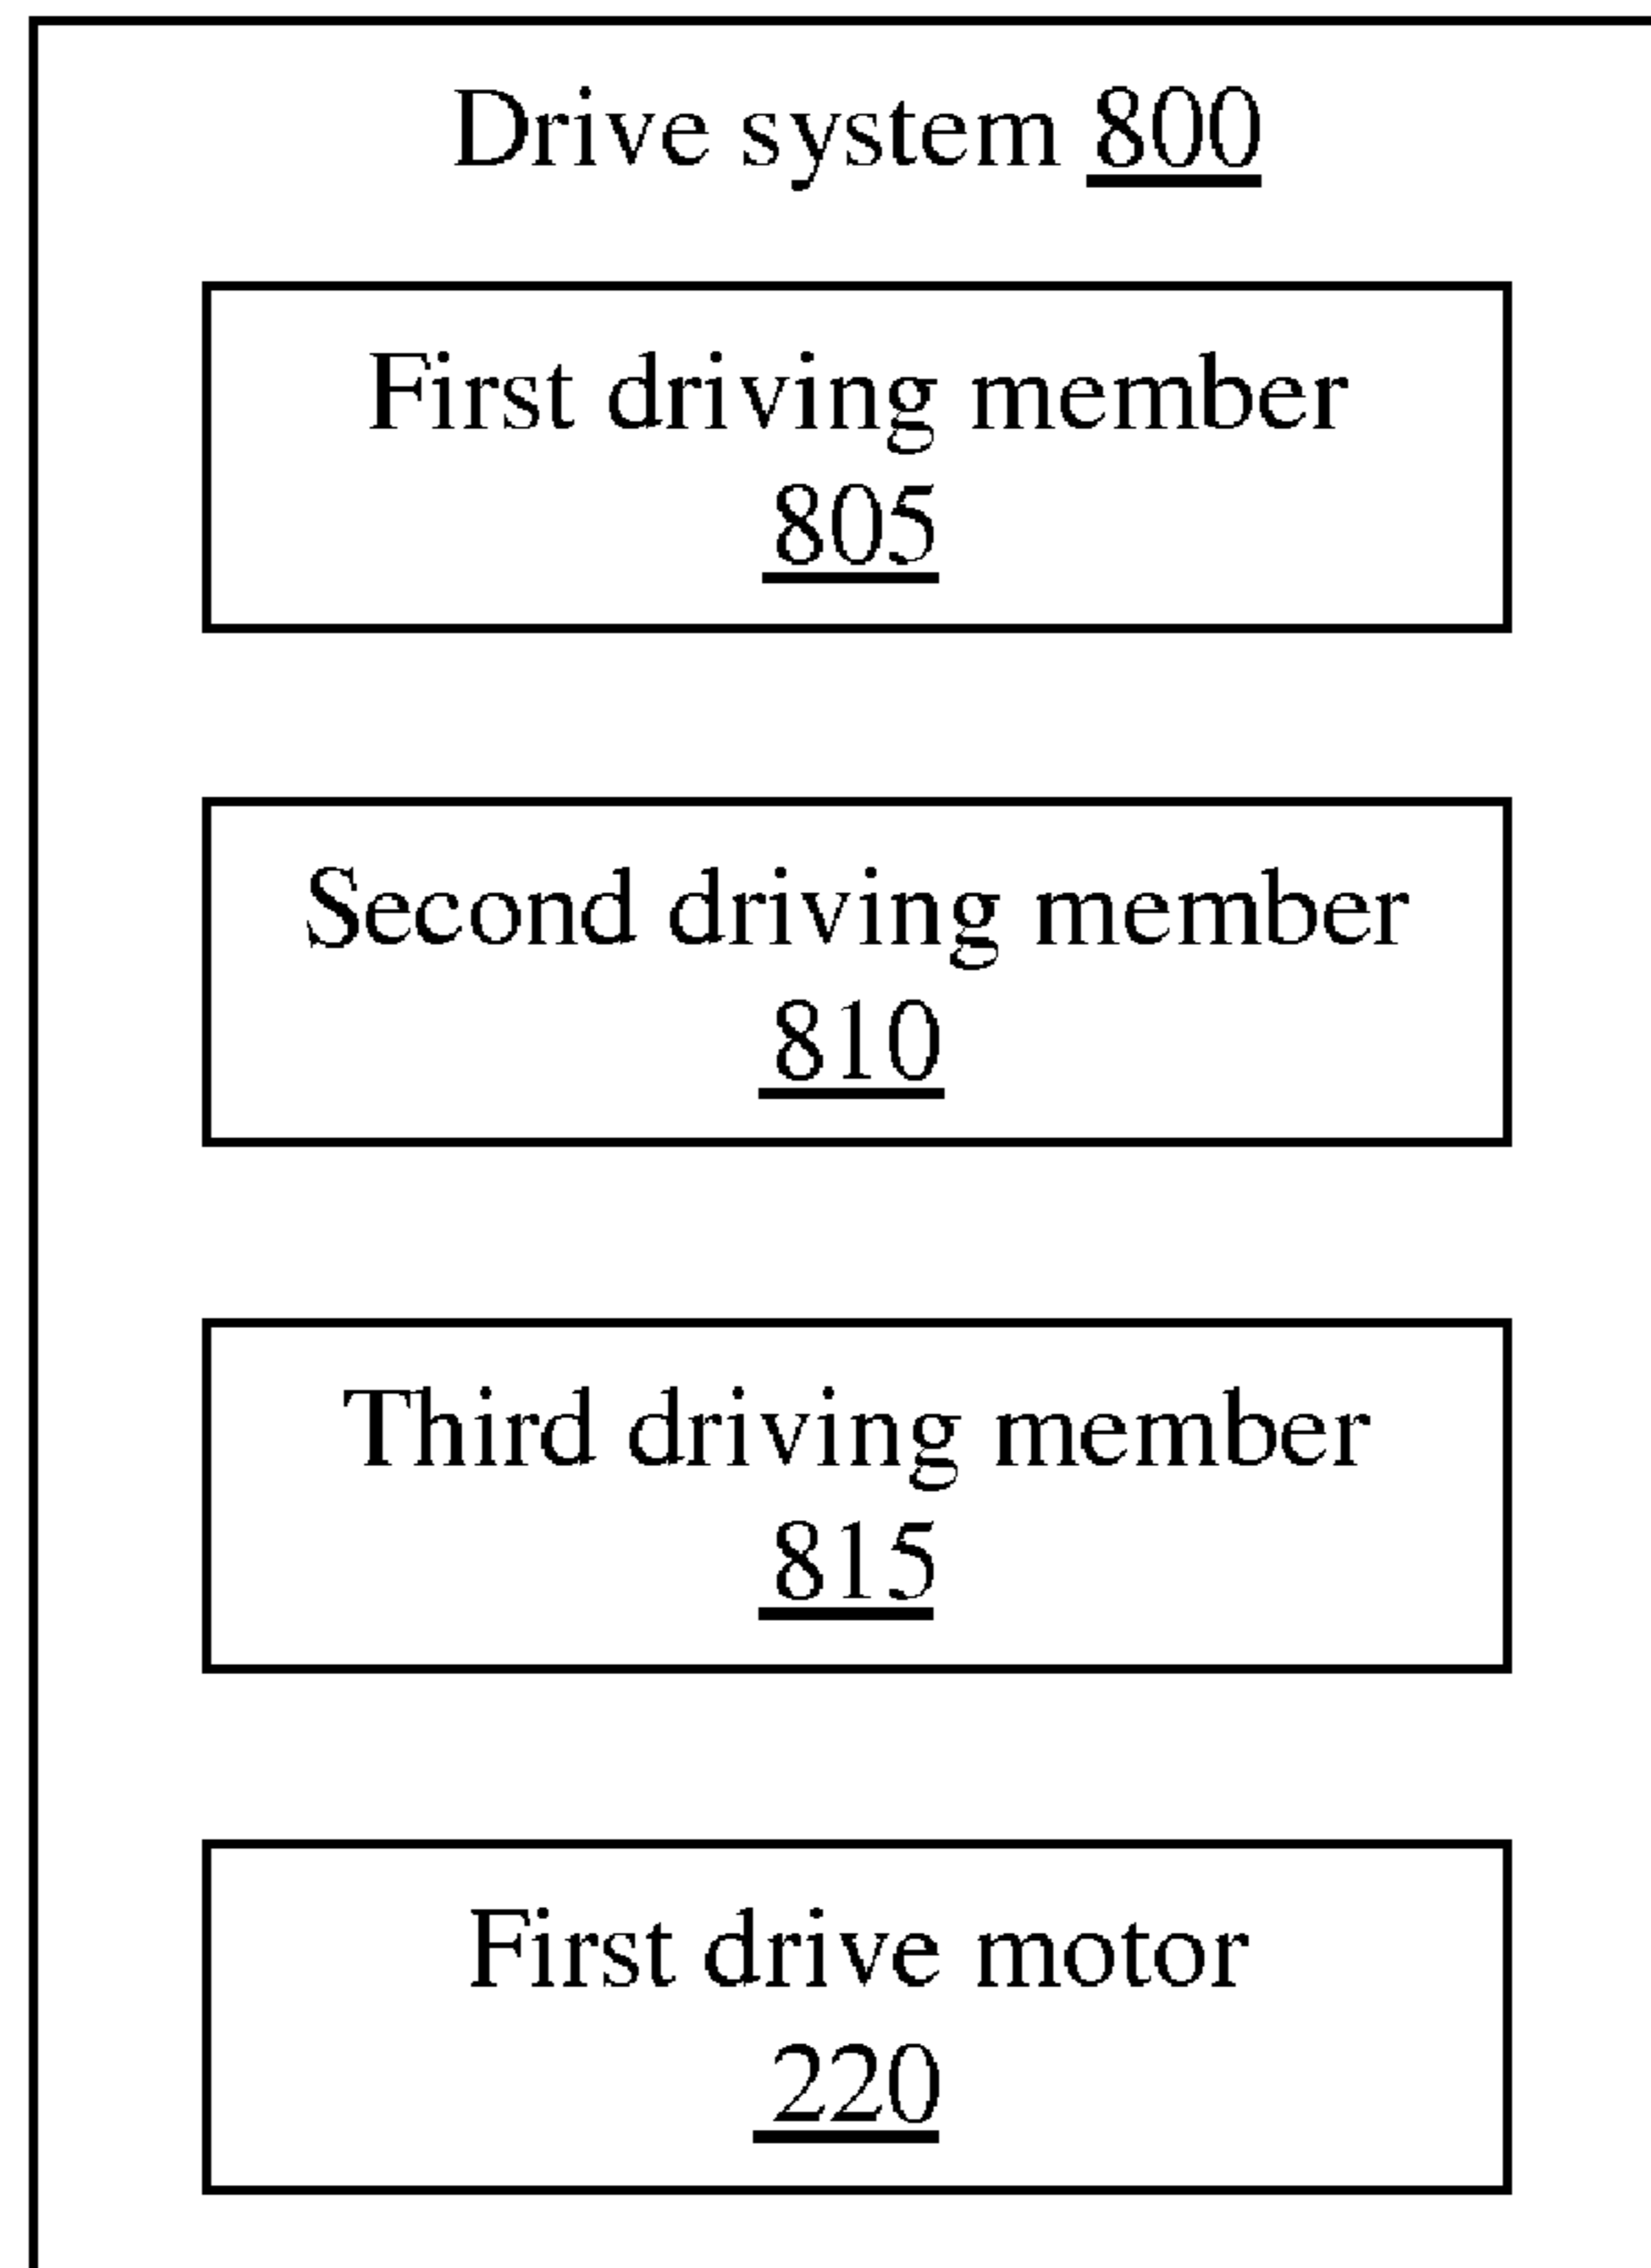 Drive system 800
First driving member
805
Second driving member
810
Third driving member
815
First drive motor
220